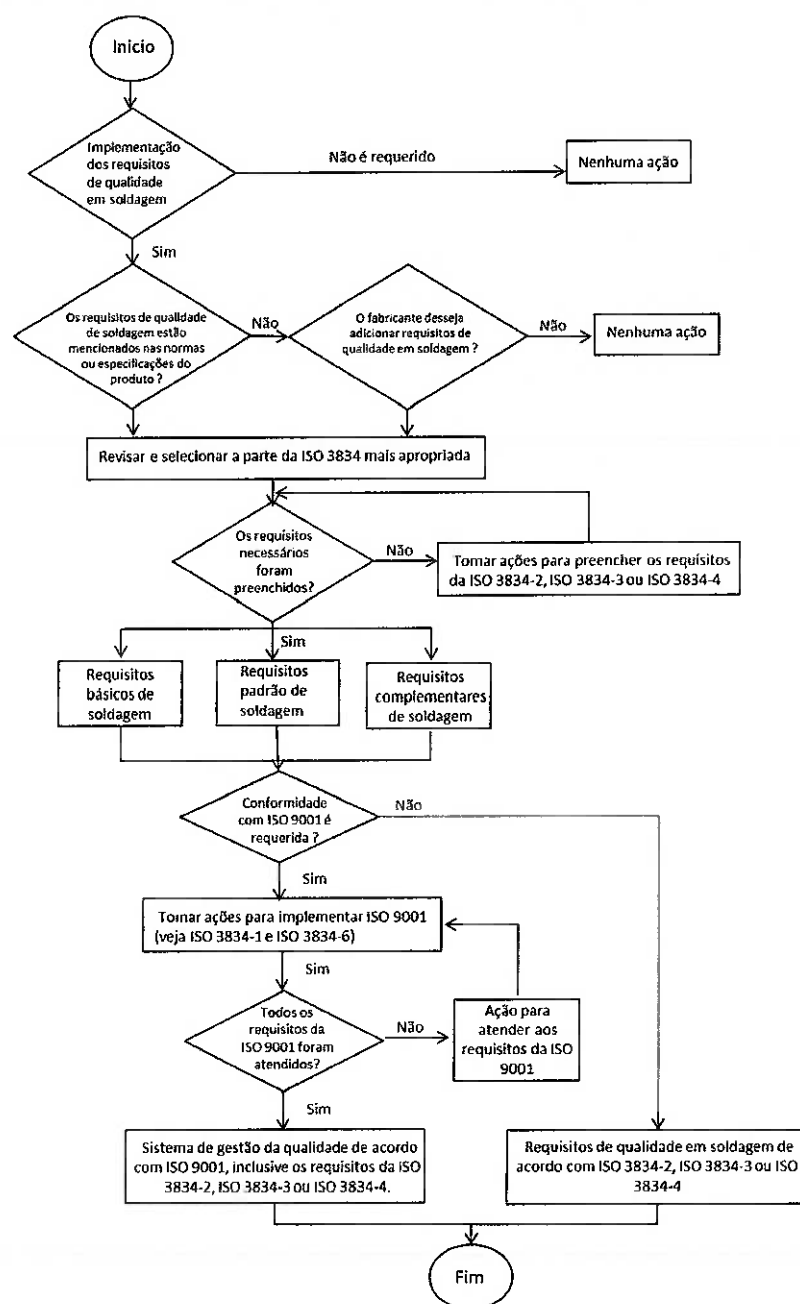 Inicio
Implementação
dos requisitos
de qualidade
em soldagem
Não é requerido
Nenhuma ação
Sim
Os requisitos de qualidade
de soldagem estão
mencionados nas normas
ou especificações do
produto ?
Não
O fabricante desseja
adicionar requisitos de
qualidade em soldagem ?
Não
Nenhuma ação
Revisar e selecionar a parte da ISO 3834 mais apropriada
Os requisitos
necessários
foram
preenchidos?
Não
Tomar ações para preencher os requisitos
da ISO 3834-2, ISO 3834-3 ou ISO 3834-4
Sim
Requisitos
básicos de
soldagem
Requisitos
padrão de
soldagem
Requisitos
complementares
de soldagem
Conformidade
com ISO 9001 é
requerida ?
Não
Sim
Tomar ações para implementar ISO 9001
(veja ISO 3834-1 e ISO 3834-6)
Sim
Todos os
requisitos da
ISO 9001 foram
atendidos?
Não
Ação para
atender aos
requisitos da ISO
9001
Sim
Sistema de gestão da qualidade de acordo
com ISO 9001, inclusive os requisitos da ISO
3834-2, ISO 3834-3 ou ISO 3834-4.
Requisitos de qualidade em soldagem de
acordo com ISO 3834-2, ISO 3834-3 ou ISO
3834-4
Fim